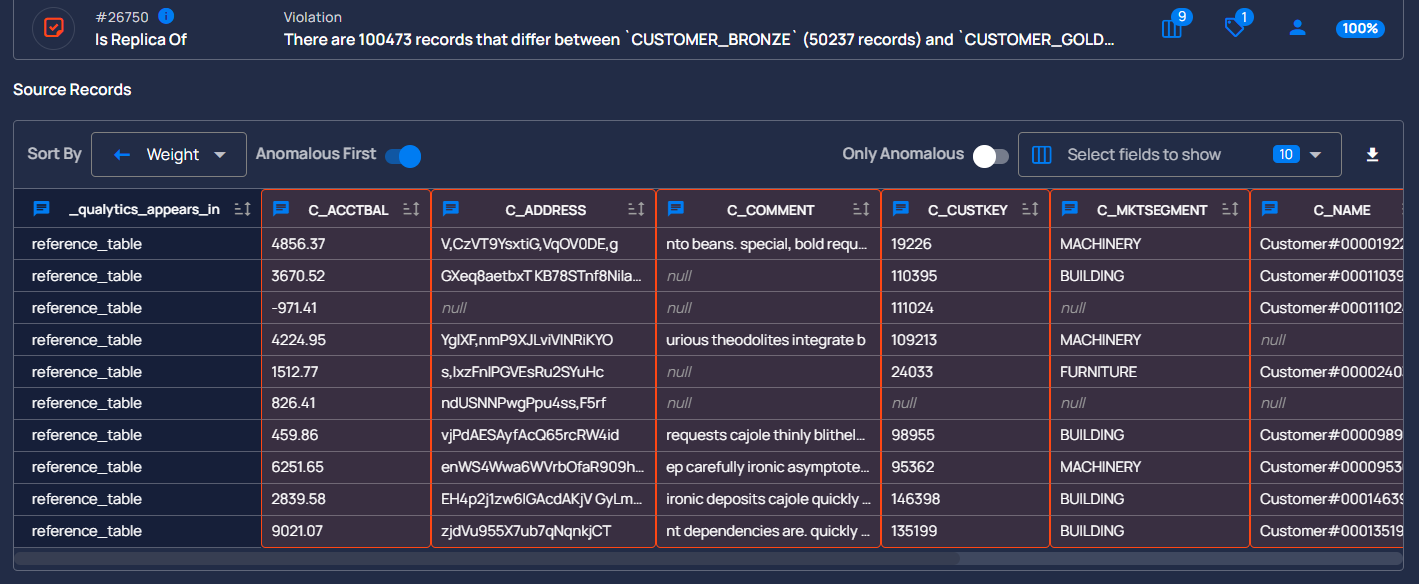 #26750 Violation 9 1
Is Replica Of There are 100473 records that differ between `CUSTOMER_BRONZE` (50237 records) and `CUSTOMER_GOLD... 100%
Source Records
Sort By Weight Anomalous First Only Anomalous Select fields to show 10
_qualytics_appears_in C_ACCTBAL C_ADDRESS C_COMMENT C_CUSTKEY C_MKTSEGMENT C_NAME
reference_table 4856.37 V,CzVT9YsxtiG,VqOV0DE,g nto beans. special, bold requ... 19226 MACHINERY Customer#00001922
reference_table 3670.52 GXeq8aetbxT KB78STnf8Nila... null 110395 BUILDING Customer#00011039
reference_table -971.41 null null 111024 null Customer#00011102
reference_table 4224.95 YglXF,nmP9XJLviVlNRiKYO urious theodolites integrate b 109213 MACHINERY null
reference_table 1512.77 s,lxzFnlPGVEsRu2SYuHc null 24033 FURNITURE Customer#0000240
reference_table 826.41 ndUSNNPwgPpu4ss,F5rf null null null null
reference_table 459.86 vjPdAESAyfAcQ65rcRW4id requests cajole thinly blithel... 98955 BUILDING Customer#0000989
reference_table 6251.65 enWS4Wwa6WVrbOfaR909h... ep carefully ironic asymptote... 95362 MACHINERY Customer#0000953
reference_table 2839.58 EH4p2j1zw6lGAcdAKjV GyLm... ironic deposits cajole quickly ... 146398 BUILDING Customer#00014639
reference_table 9021.07 zjdVu955X7ub7qNqnkjCT nt dependencies are. quickly ... 135199 BUILDING Customer#00013519